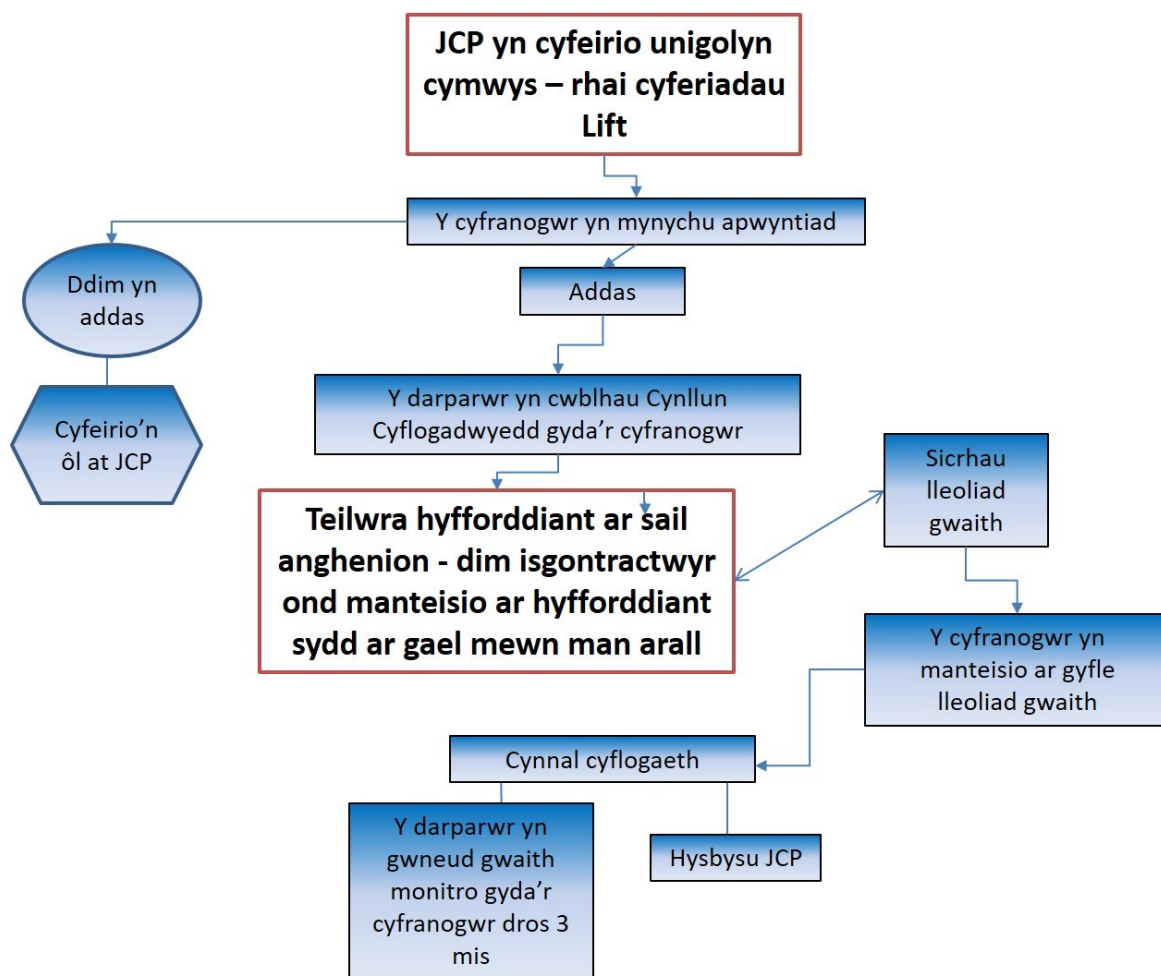 JCP yn cyfeirio unigolyn
cymwys – rhai cyferiadau
Lift
Y cyfranogwr yn mynychu apwyntiad
Ddim yn
addas
Addas
Cyfeirio’n
ôl at JCP
Y darparwr yn cwblhau Cynllun
Cyflogadwyedd gyda’r cyfranogwr
Sicrhau
lleoliad
gwaith
Teilwra hyfforddiant ar sail
anghenion - dim isgontractwyr
ond manteisio ar hyfforddiant
sydd ar gael mewn man arall
Y cyfranogwr yn
manteisio ar gyfle
lleoliad gwaith
Cynnal cyflogaeth
Y darparwr yn
gwneud gwaith
monitro gyda’r
cyfranogwr dros 3
mis
Hysbysu JCP